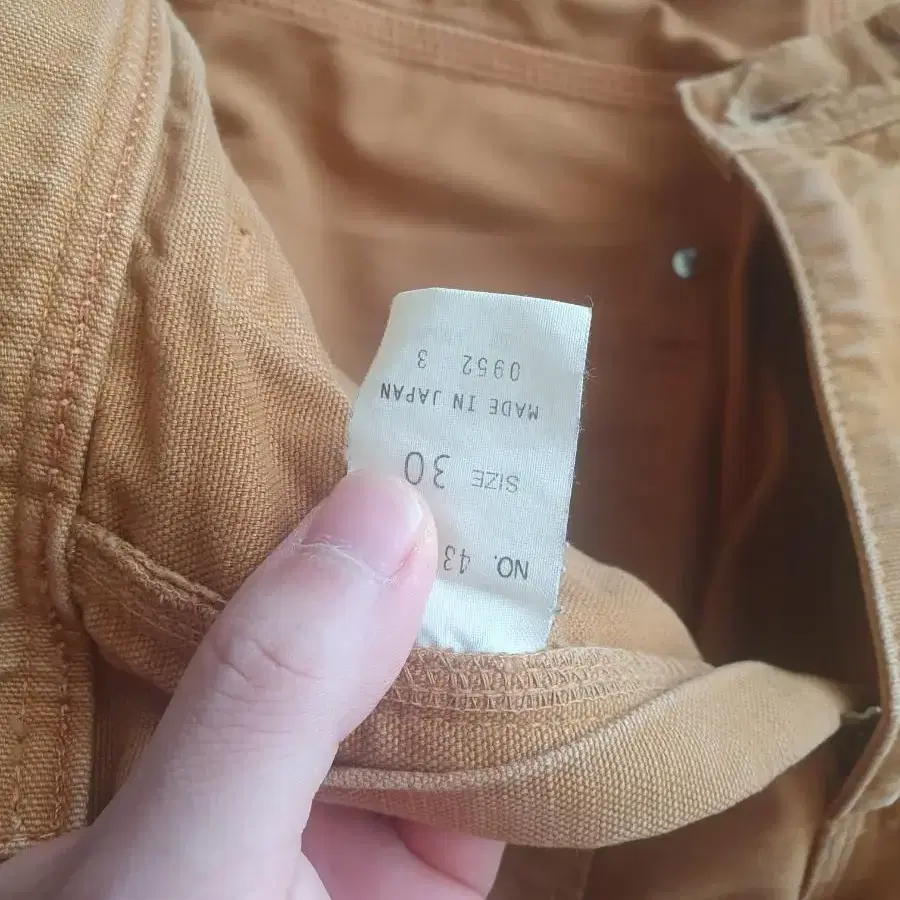 NO. 43
SIZE 30
MADE IN JAPAN
0952 3